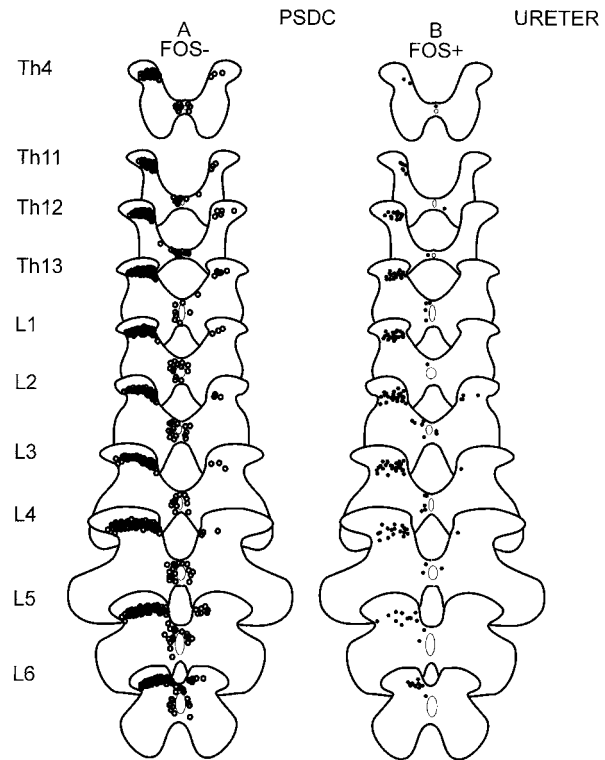 PSDC URETER
A B
FOS- FOS+
Th4
Th11
Th12
Th13
L1
L2
L3
L4
L5
L6